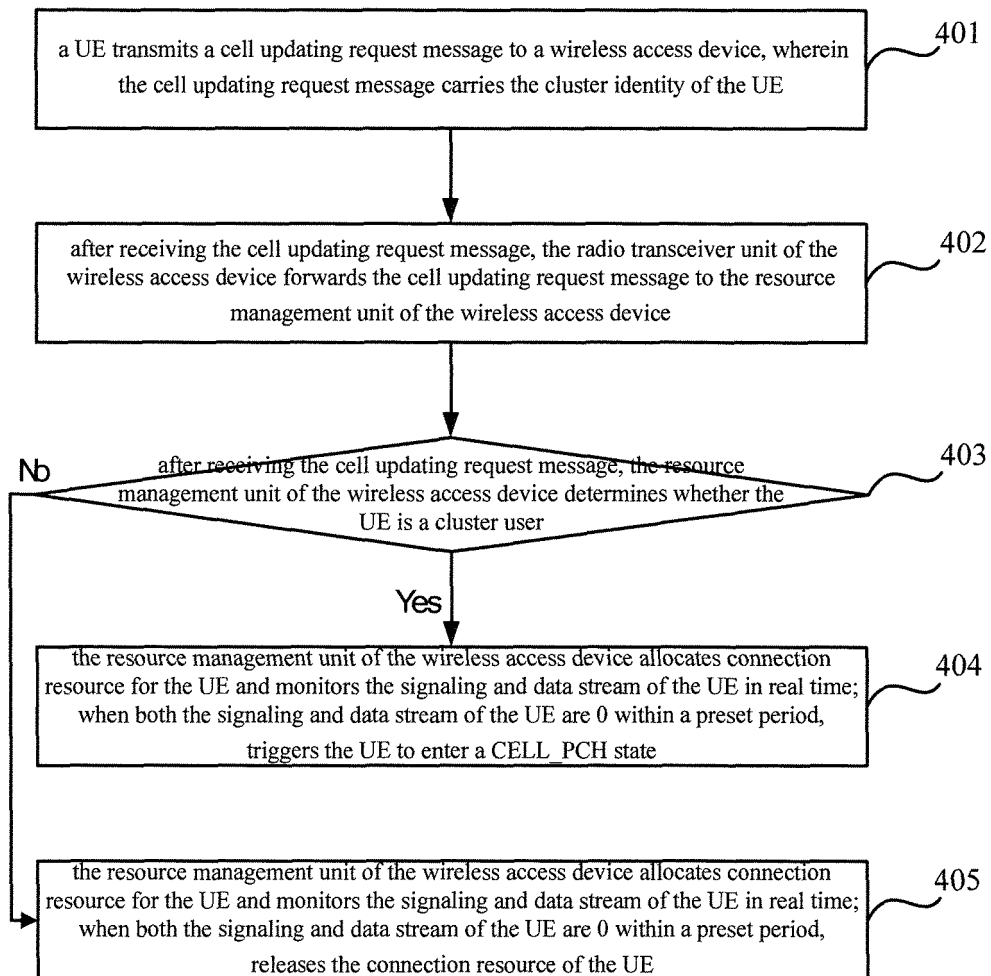 a UE transmits a cell updating request message to a wireless access device, wherein
the cell updating request message carries the cluster identity of the UE
401
after receiving the cell updating request message, the radio transceiver unit of the
wireless access device forwards the cell updating request message to the resource
management unit of the wireless access device
402
after receiving the cell updating request message, the resource
management unit of the wireless access device determines whether the
UE is a cluster user
403
No
Yes
the resource management unit of the wireless access device allocates connection
resource for the UE and monitors the signaling and data stream of the UE in real time;
when both the signaling and data stream of the UE are 0 within a preset period,
triggers the UE to enter a CELL_PCH state
404
the resource management unit of the wireless access device allocates connection
resource for the UE and monitors the signaling and data stream of the UE in real time;
when both the signaling and data stream of the UE are 0 within a preset period,
releases the connection resource of the UE
405